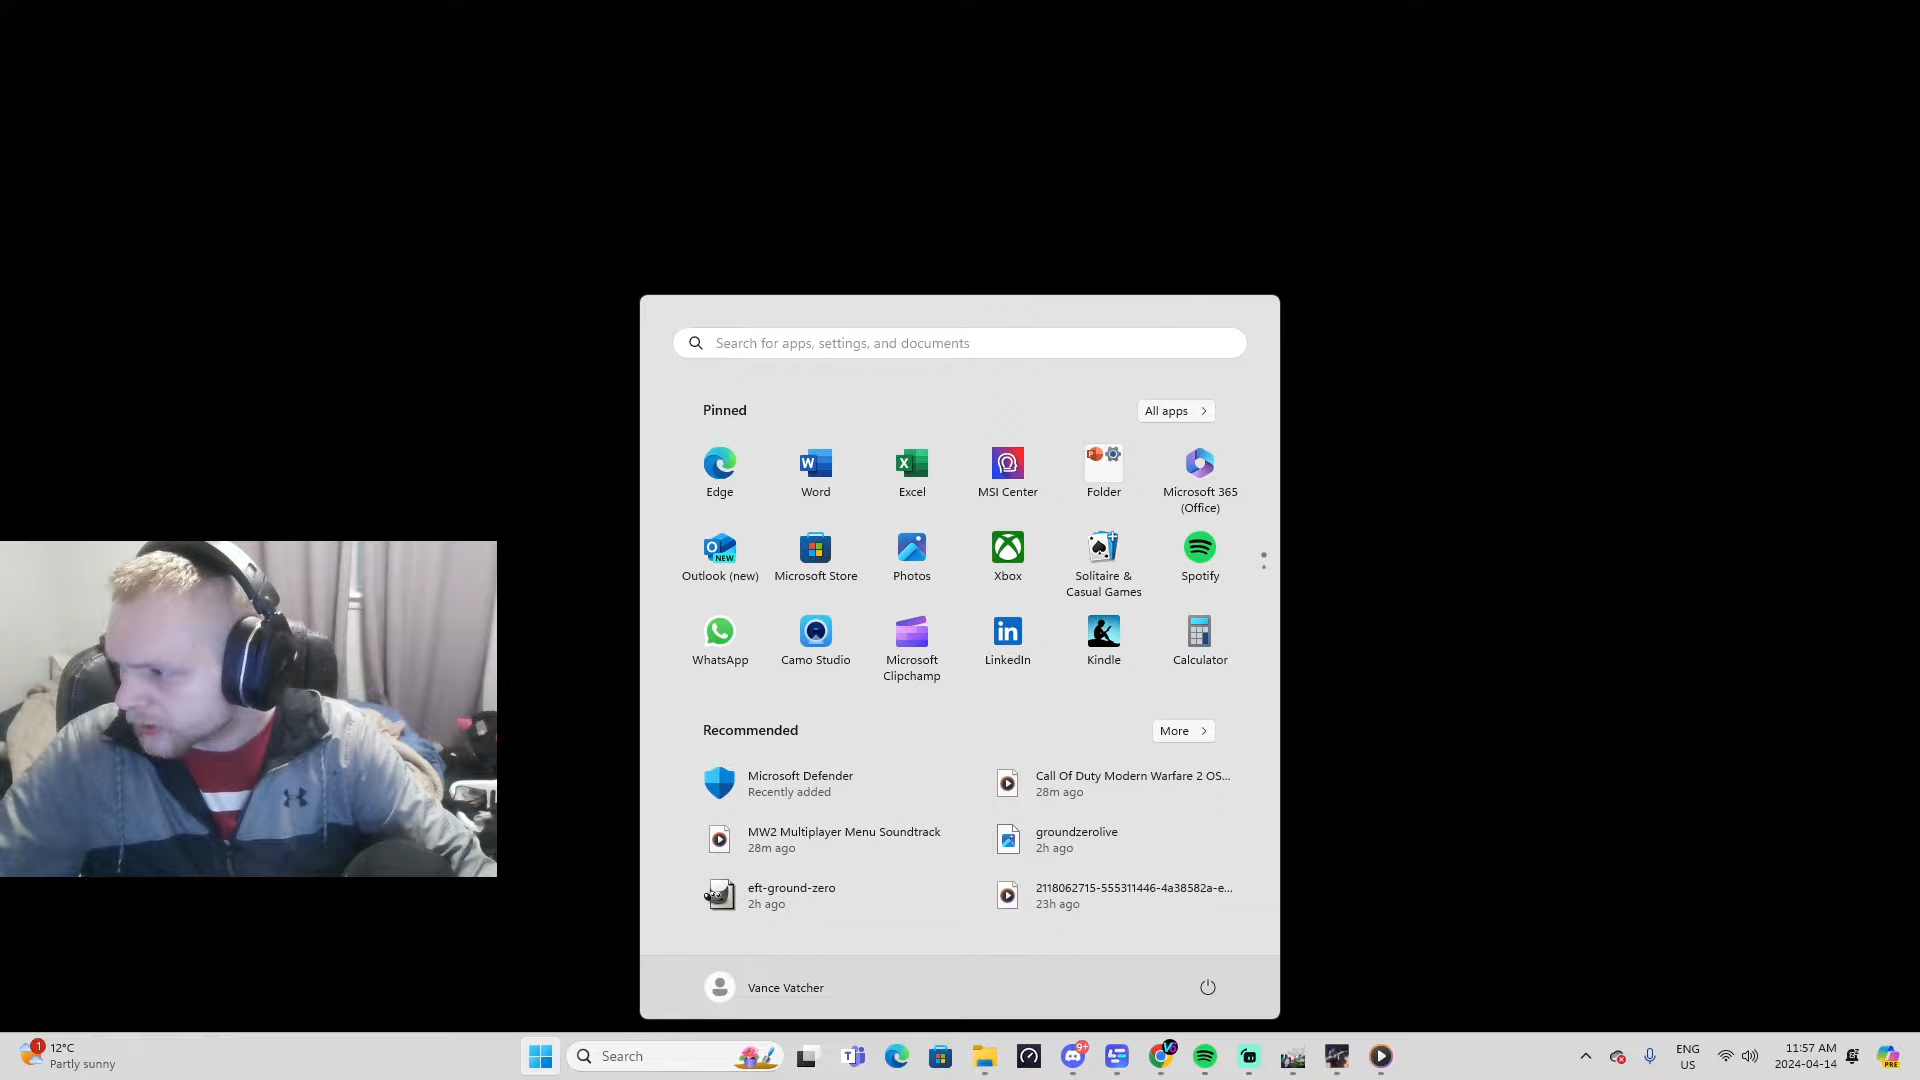 Search for apps, settings, and documents
Pinned
All apps
Edge
Word
Excel
MSI Center
Folder
Microsoft 365
(Office)
Outlook (new)
Microsoft Store
Photos
Xbox
Solitaire &
Casual Games
Spotify
WhatsApp
Camo Studio
Microsoft
Clipchamp
LinkedIn
Kindle
Calculator
Recommended
More
Microsoft Defender
Recently added
Call Of Duty Modern Warfare 2 OS...
28m ago
MW2 Multiplayer Menu Soundtrack
28m ago
groundzerolive
2h ago
eft-ground-zero
2h ago
2118062715-555311446-4a38582a-e...
23h ago
Vance Vatcher
1
12°C
Partly sunny
Search
9+
ENG
US
11:57 AM
2024-04-14
PRE